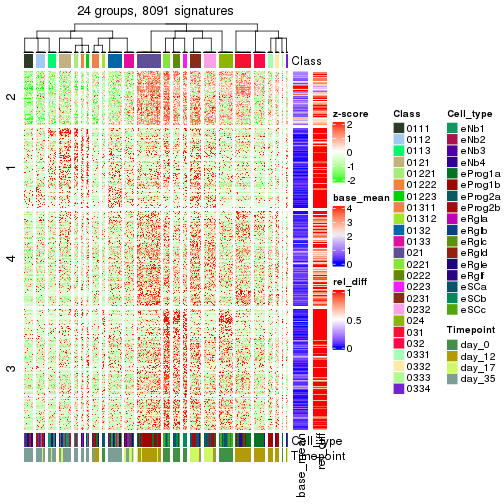 24 groups, 8091 signatures
Class
2
1
4
3
z-score
2
1
0
-1
-2
base_mean
4
3
2
1
0
rel_diff
1
0.5
0
Class
0111
0112
0113
0121
01221
01222
01223
01311
01312
0132
0133
021
0221
0222
0223
0231
0232
024
031
032
0331
0332
0333
0334
Cell_type
eNb1
eNb2
eNb3
eNb4
eProg1a
eProg1b
eProg2a
eProg2b
eRgla
eRglb
eRglc
eRgld
eRgle
eRglf
eSCa
eSCb
eSCc
Timepoint
day_0
day_12
day_17
day_35
Cell_type
Timepoint
base_mean
rel_diff